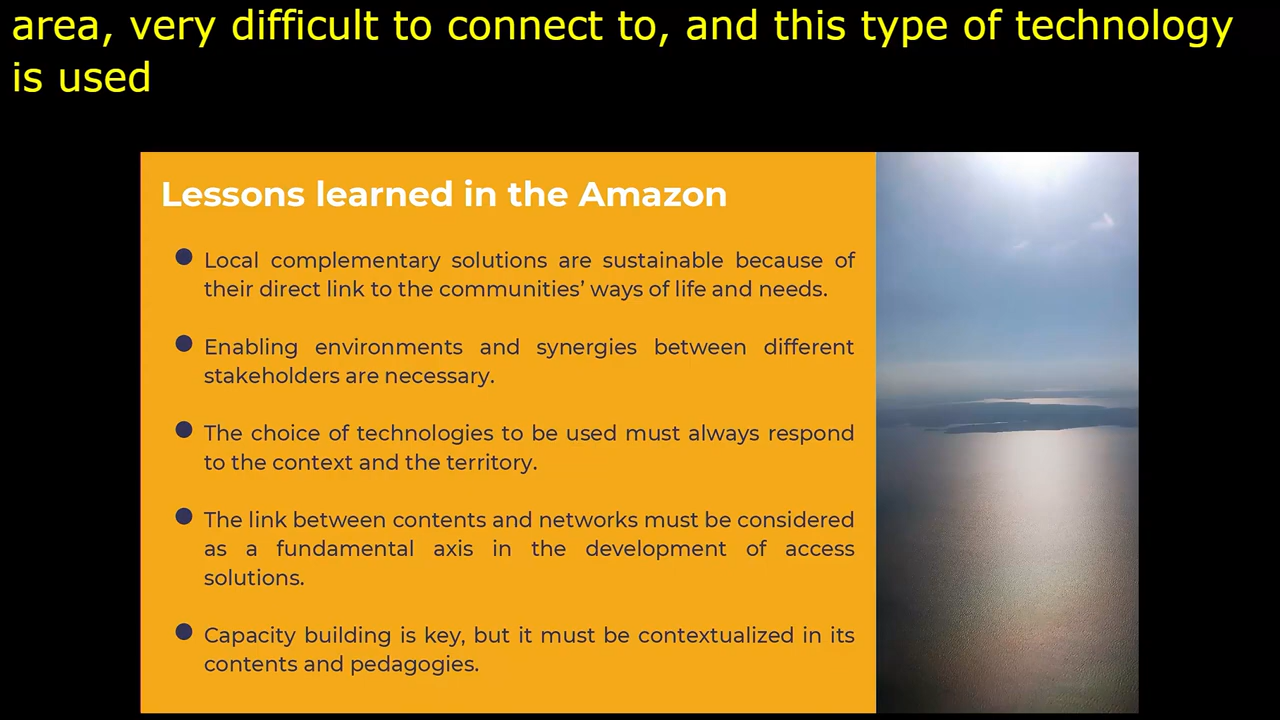 area, very difficult to connect to, and this type of technology
is used
Lessons learned in the Amazon
Local complementary solutions are sustainable because of
their direct link to the communities’ ways of life and needs.
Enabling environments and synergies between different
stakeholders are necessary.
The choice of technologies to be used must always respond
to the context and the territory.
The link between contents and networks must be considered
as a fundamental axis in the development of access
solutions.
Capacity building is key, but it must be contextualized in its
contents and pedagogies.